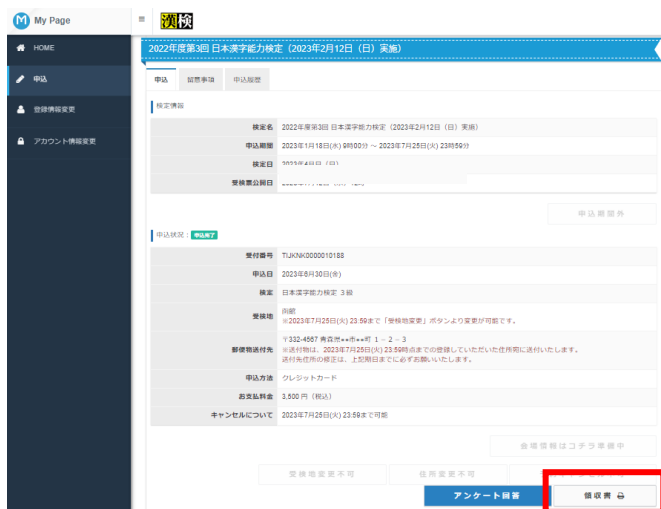 My Page
漢検
HOME
申込
登録情報変更
アカウント情報変更
2022年度第3回 日本漢字能力検定（2023年2月12日（日）実施）
申込 留意事項 申込履歴
検定情報
検定名 2022年度第3回 日本漢字能力検定（2023年2月12日（日）実施）
申込期間 2023年1月18日(水) 9時00分 ～ 2023年7月25日(火) 23時59分
検定日
受検票公開日
申込期間外
申込状況： 申込完了
受付番号 TIJKNK0000010188
申込日 2023年6月30日(金)
検定 日本漢字能力検定 3級
受検地 函館
※2023年7月25日(火) 23:59まで「受検地変更」ボタンより変更が可能です。
郵便物送付先 〒332-4567 青森県●●市●●町 1 － 2 － 3
※送付物は、2023年7月25日(火) 23:59時点までの登録していただいた住所宛に送付いたします。
送付先住所の修正は、上記期日までに必ずお願いいたします。
申込方法 クレジットカード
お支払料金 3,500 円（税込）
キャンセルについて 2023年7月25日(火) 23:59まで可能
会場情報はコチラ準備中
受検地変更不可 住所変更不可
アンケート回答 領収書